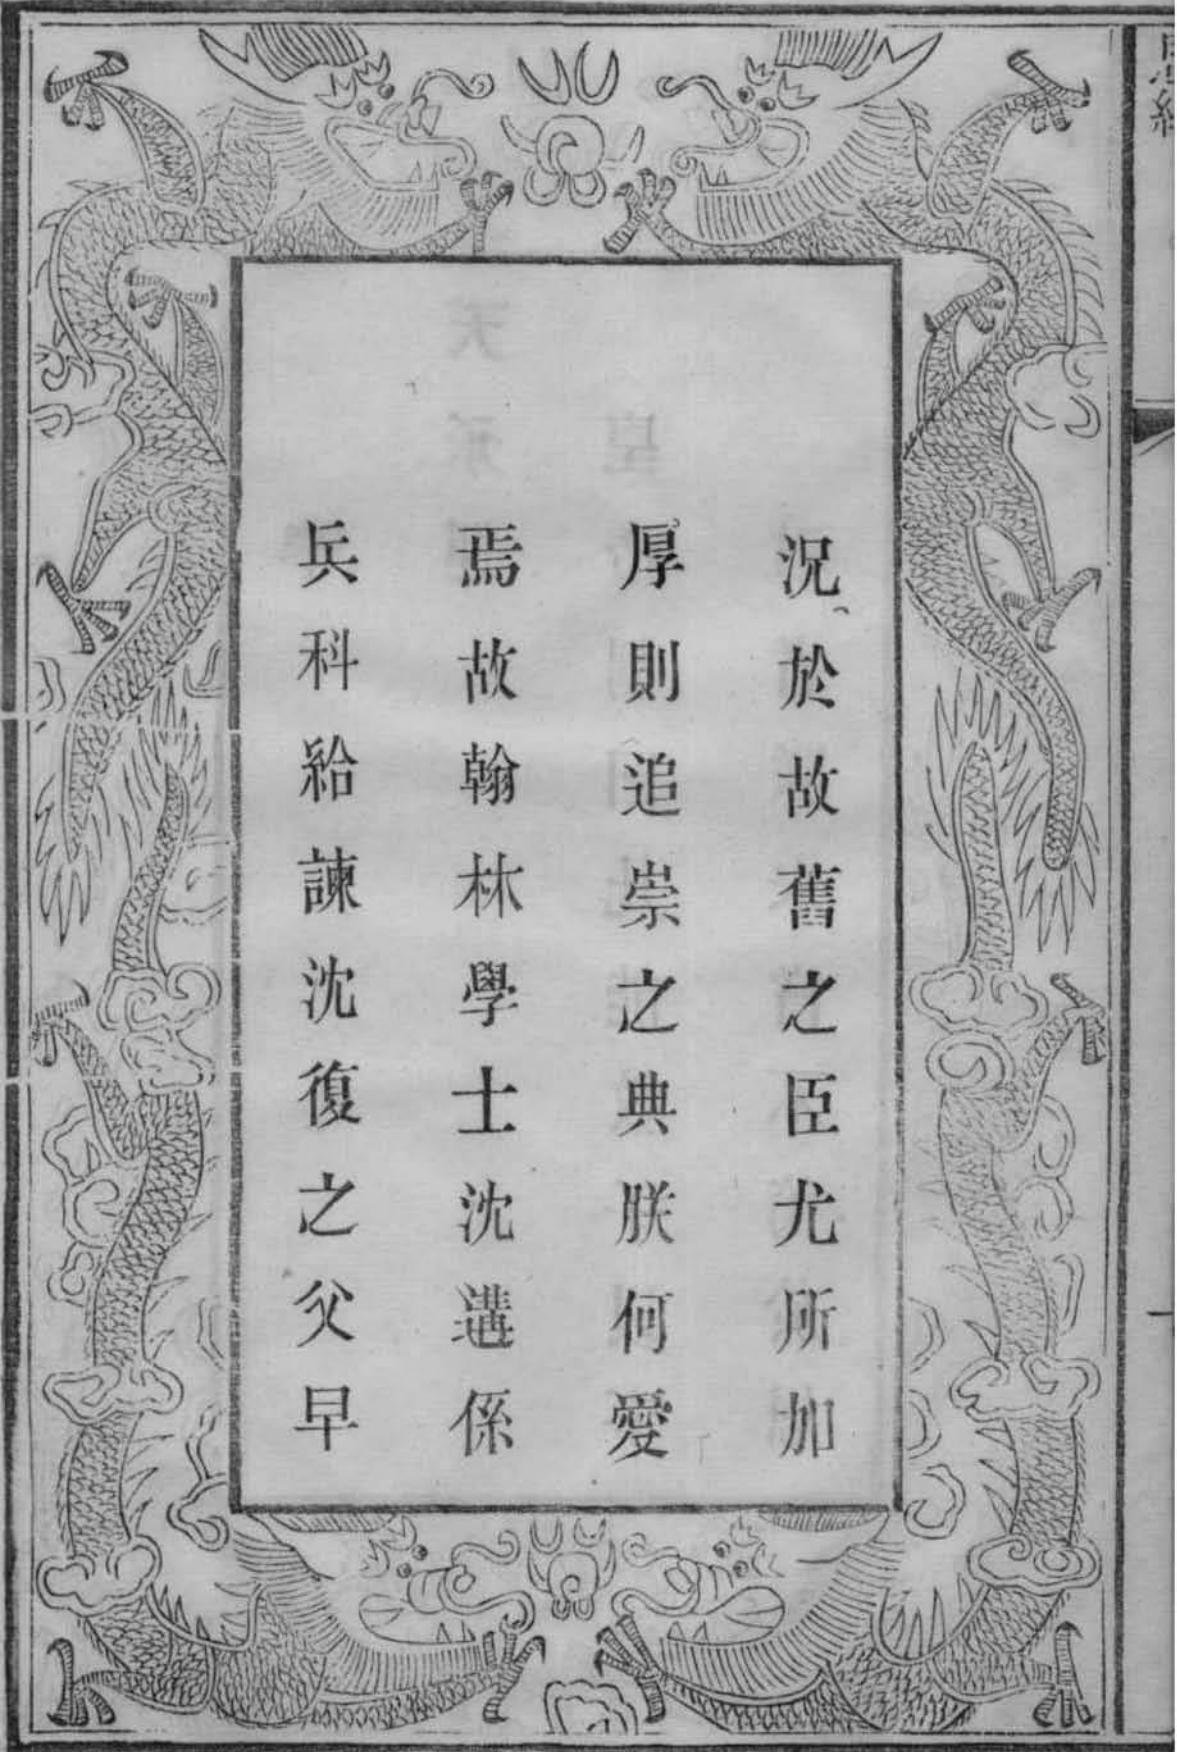 況於故舊之臣尤所加
厚則追崇之典朕何愛
焉故翰林學士沈遘係
兵科給諫沈復之父早